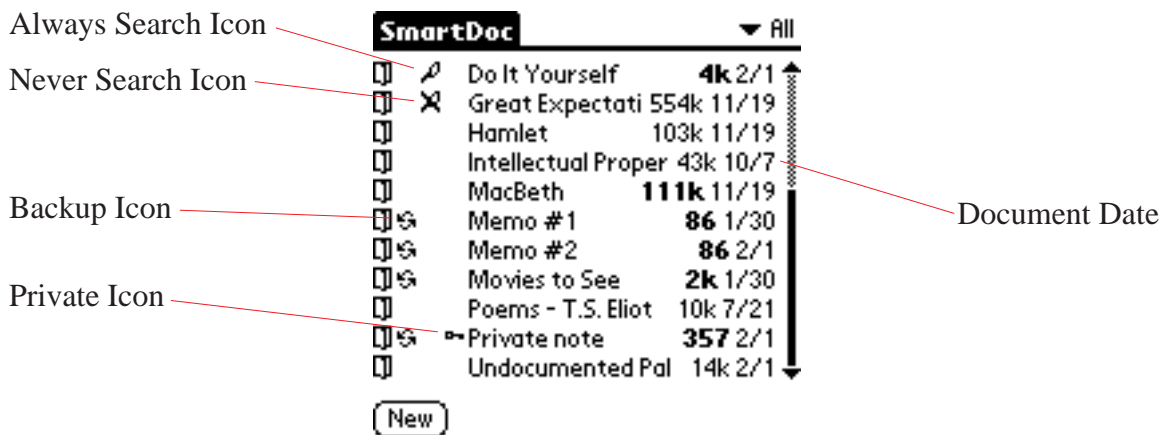 Always Search Icon
SmartDoc All
Never Search Icon
Do It Yourself 4k 2/1
Great Expectati 554k 11/19
Hamlet 103k 11/19
Intellectual Proper 43k 10/7
MacBeth 111k 11/19
Backup Icon
Memo #1 86 1/30
Document Date
Memo #2 86 2/1
Movies to See 2k 1/30
Private Icon
Poems - T.S. Eliot 10k 7/21
Private note 357 2/1
Undocumented Pal 14k 2/1
New